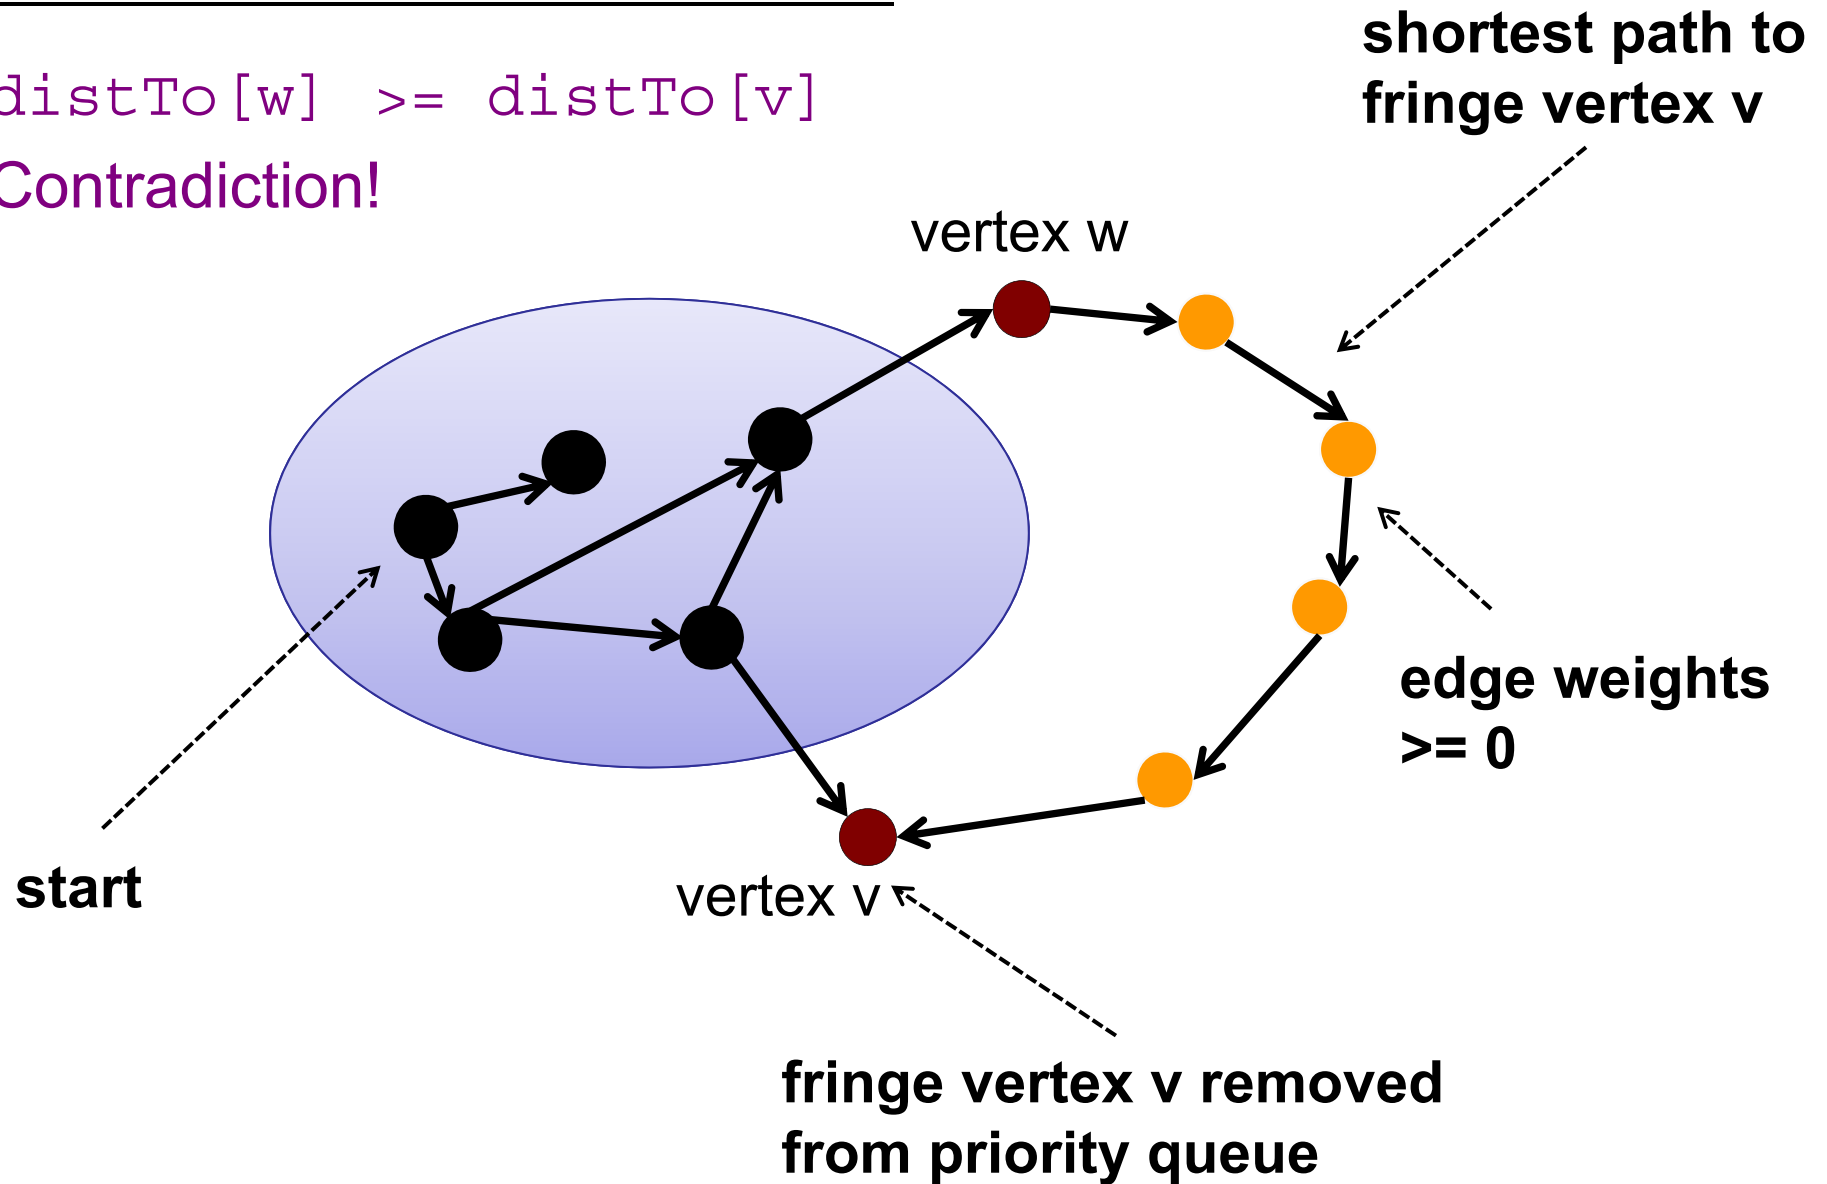 shortest path to
fringe vertex v
distTo[w] >= distTo[v]
Contradiction!
vertex w
edge weights
>= 0
start
vertex v
fringe vertex v removed
from priority queue